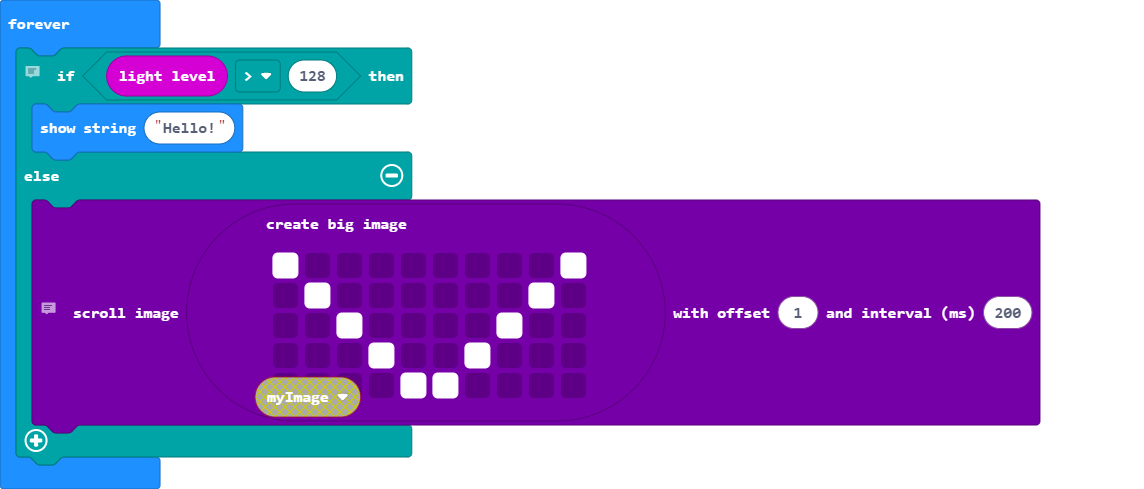 forever
if light level > 128 then
show string "Hello!"
else
create big image
scroll image with offset 1 and interval (ms) 200
myImage